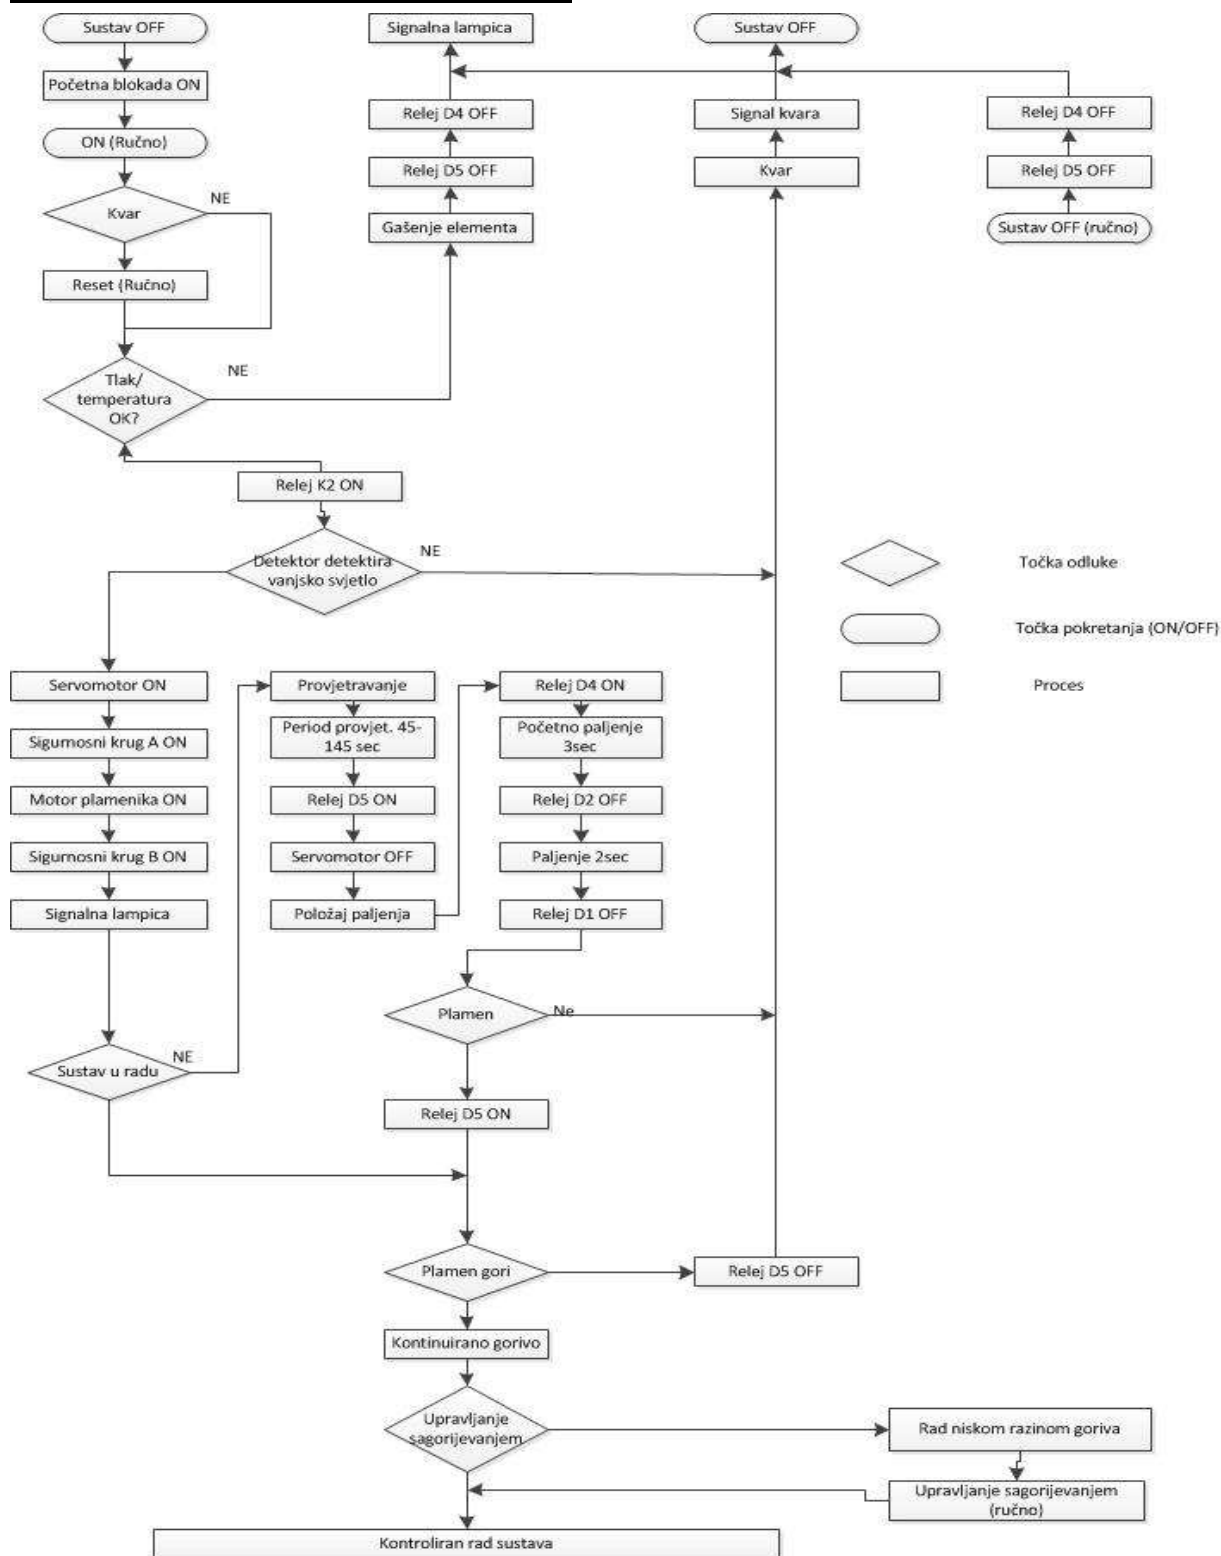 Sustav OFF
Početna blokada ON
ON (Ručno)
Kvar
NE
Reset (Ručno)
Tlak/
temperatura
OK?
NE
Signalna lampica
Relej D4 OFF
Relej D5 OFF
Gašenje elementa
Sustav OFF
Signal kvara
Kvar
Relej D4 OFF
Relej D5 OFF
Sustav OFF (ručno)
Relej K2 ON
Detektor detektira
vanjsko svjetlo
NE
Točka odluke
Točka pokretanja (ON/OFF)
Proces
Servomotor ON
Sigurnosni krug A ON
Motor plamenika ON
Sigurnosni krug B ON
Signalna lampica
Sustav u radu
NE
Provjetravanje
Period provjet. 45-
145 sec
Relej D5 ON
Servomotor OFF
Položaj paljenja
Relej D4 ON
Početno paljenje
3sec
Relej D2 OFF
Paljenje 2sec
Relej D1 OFF
Plamen
Ne
Relej D5 ON
Plamen gori
Relej D5 OFF
Kontinuirano gorivo
Upravljanje
sagorijevanjem
Rad niskom razinom goriva
Upravljanje sagorijevanjem
(ručno)
Kontroliran rad sustava